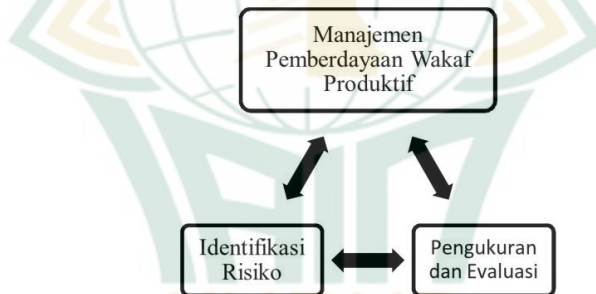 Manajemen
Pemberdayaan Wakaf
Produktif
Identifikasi
Risiko
Pengukuran
dan Evaluasi